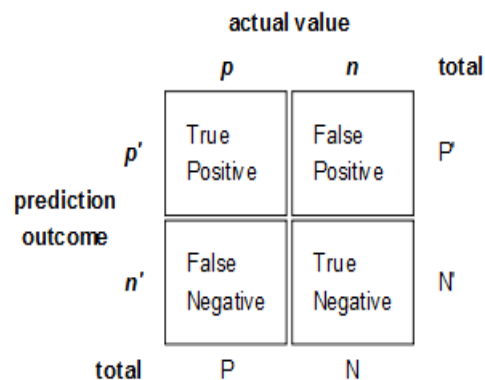 actual value
p n total
p' True Positive False Positive P'
prediction outcome
n' False Negative True Negative N'
total P N